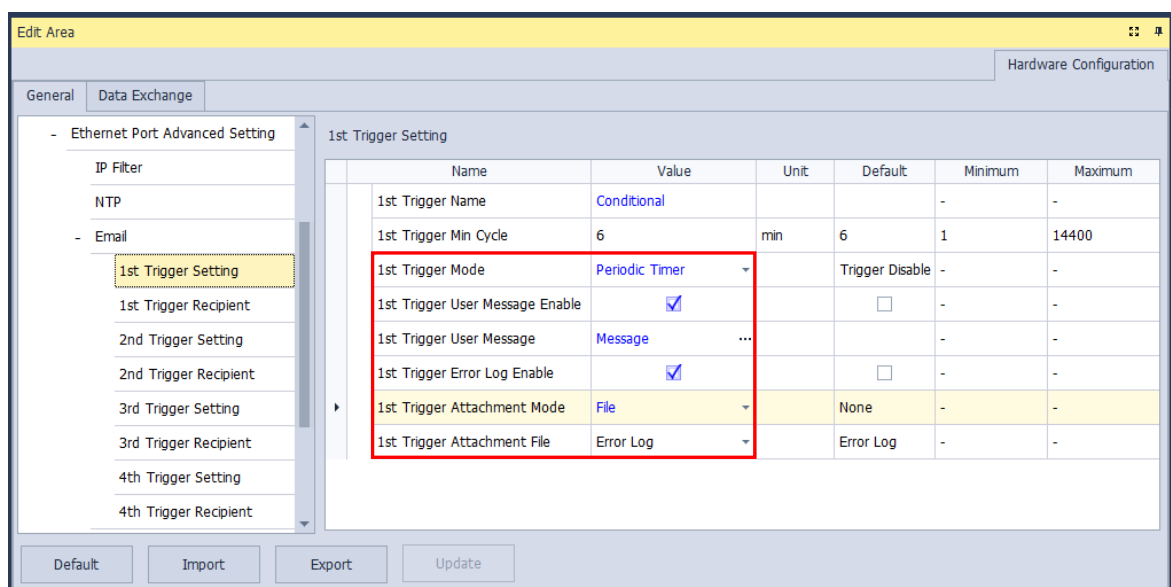 Edit Area
Hardware Configuration
General Data Exchange
- Ethernet Port Advanced Setting
IP Filter
NTP
- Email
1st Trigger Setting
1st Trigger Recipient
2nd Trigger Setting
2nd Trigger Recipient
3rd Trigger Setting
3rd Trigger Recipient
4th Trigger Setting
4th Trigger Recipient
1st Trigger Setting
Name Value Unit Default Minimum Maximum
1st Trigger Name Conditional - -
1st Trigger Min Cycle 6 min 6 1 14400
1st Trigger Mode Periodic Timer Trigger Disable - -
1st Trigger User Message Enable - -
1st Trigger User Message Message ... - -
1st Trigger Error Log Enable - -
1st Trigger Attachment Mode File None - -
1st Trigger Attachment File Error Log Error Log - -
Default Import Export Update